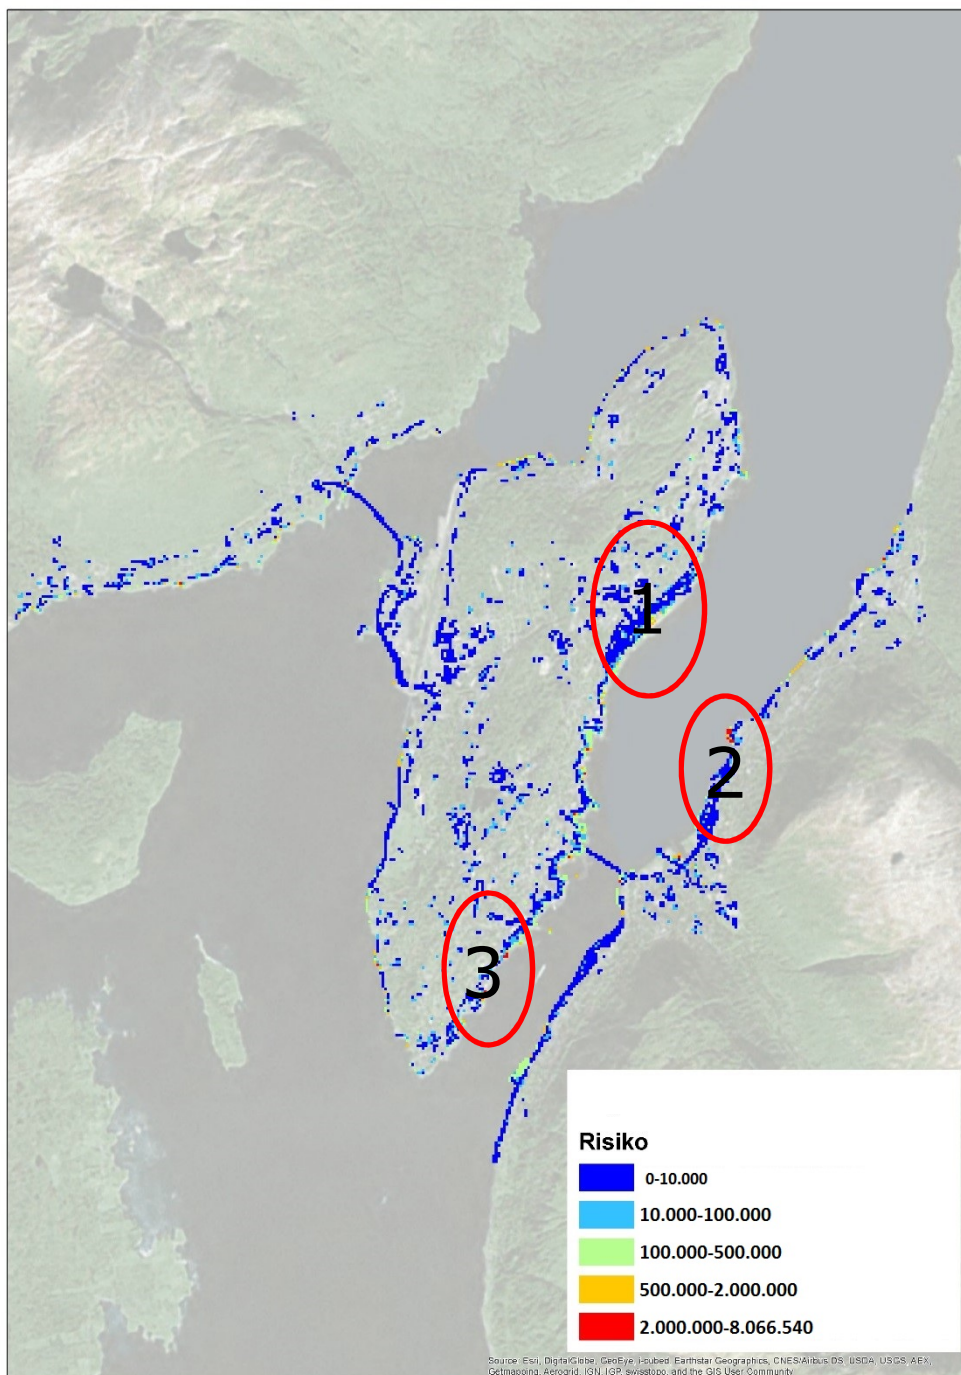 1
2
3
Risiko
0-10.000
10.000-100.000
100.000-500.000
500.000-2.000.000
2.000.000-8.066.540
Source: Esri, DigitalGlobe, GeoEye, i-cubed, Earthstar Geographics, CNES/Airbus DS, USDA, USGS, AEX,
Getmapping, Aerogrid, IGN, IGP, swisstopo, and the GIS User Community